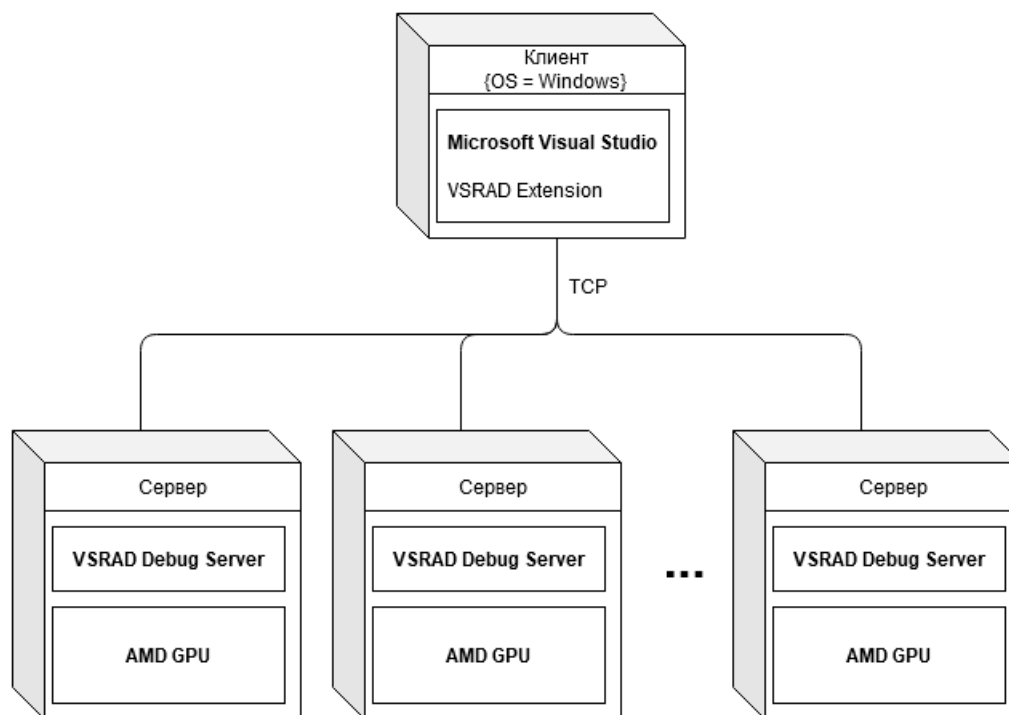 Клиент
{OS = Windows}
Microsoft Visual Studio
VSRAD Extension
TCP
Сервер
VSRAD Debug Server
AMD GPU
Сервер
VSRAD Debug Server
AMD GPU
...
Сервер
VSRAD Debug Server
AMD GPU